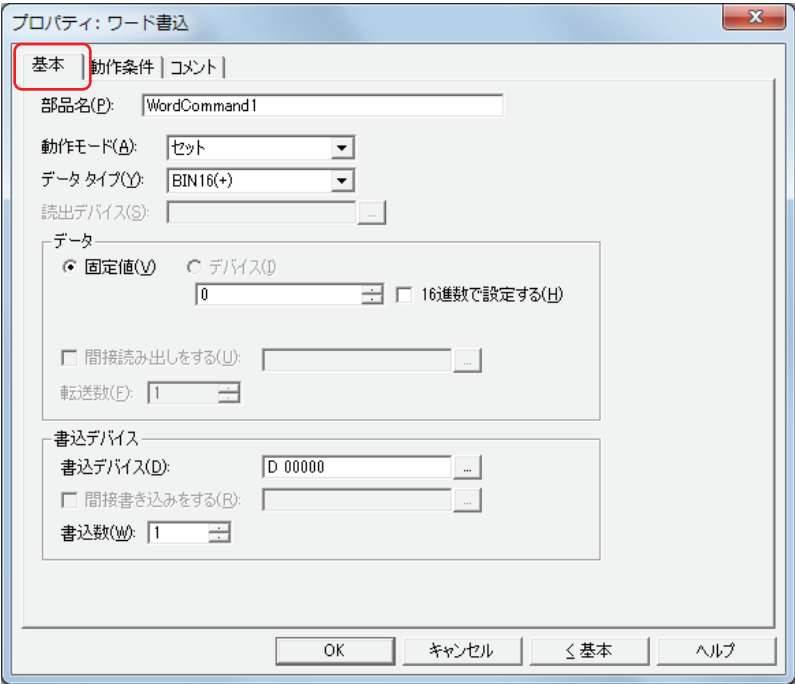 プロパティ: ワード書込
基本 動作条件 コメント
部品名(P): WordCommand1
動作モード(A): セット
データ タイプ(Y): BIN16(+)
読出デバイス(S): ...
データ
固定値(V) デバイス(I)
0 16進数で設定する(H)
間接読み出しをする(U): ...
転送数(F): 1
書込デバイス
書込デバイス(D): D 00000 ...
間接書き込みをする(R): ...
書込数(W): 1
OK キャンセル < 基本 ヘルプ